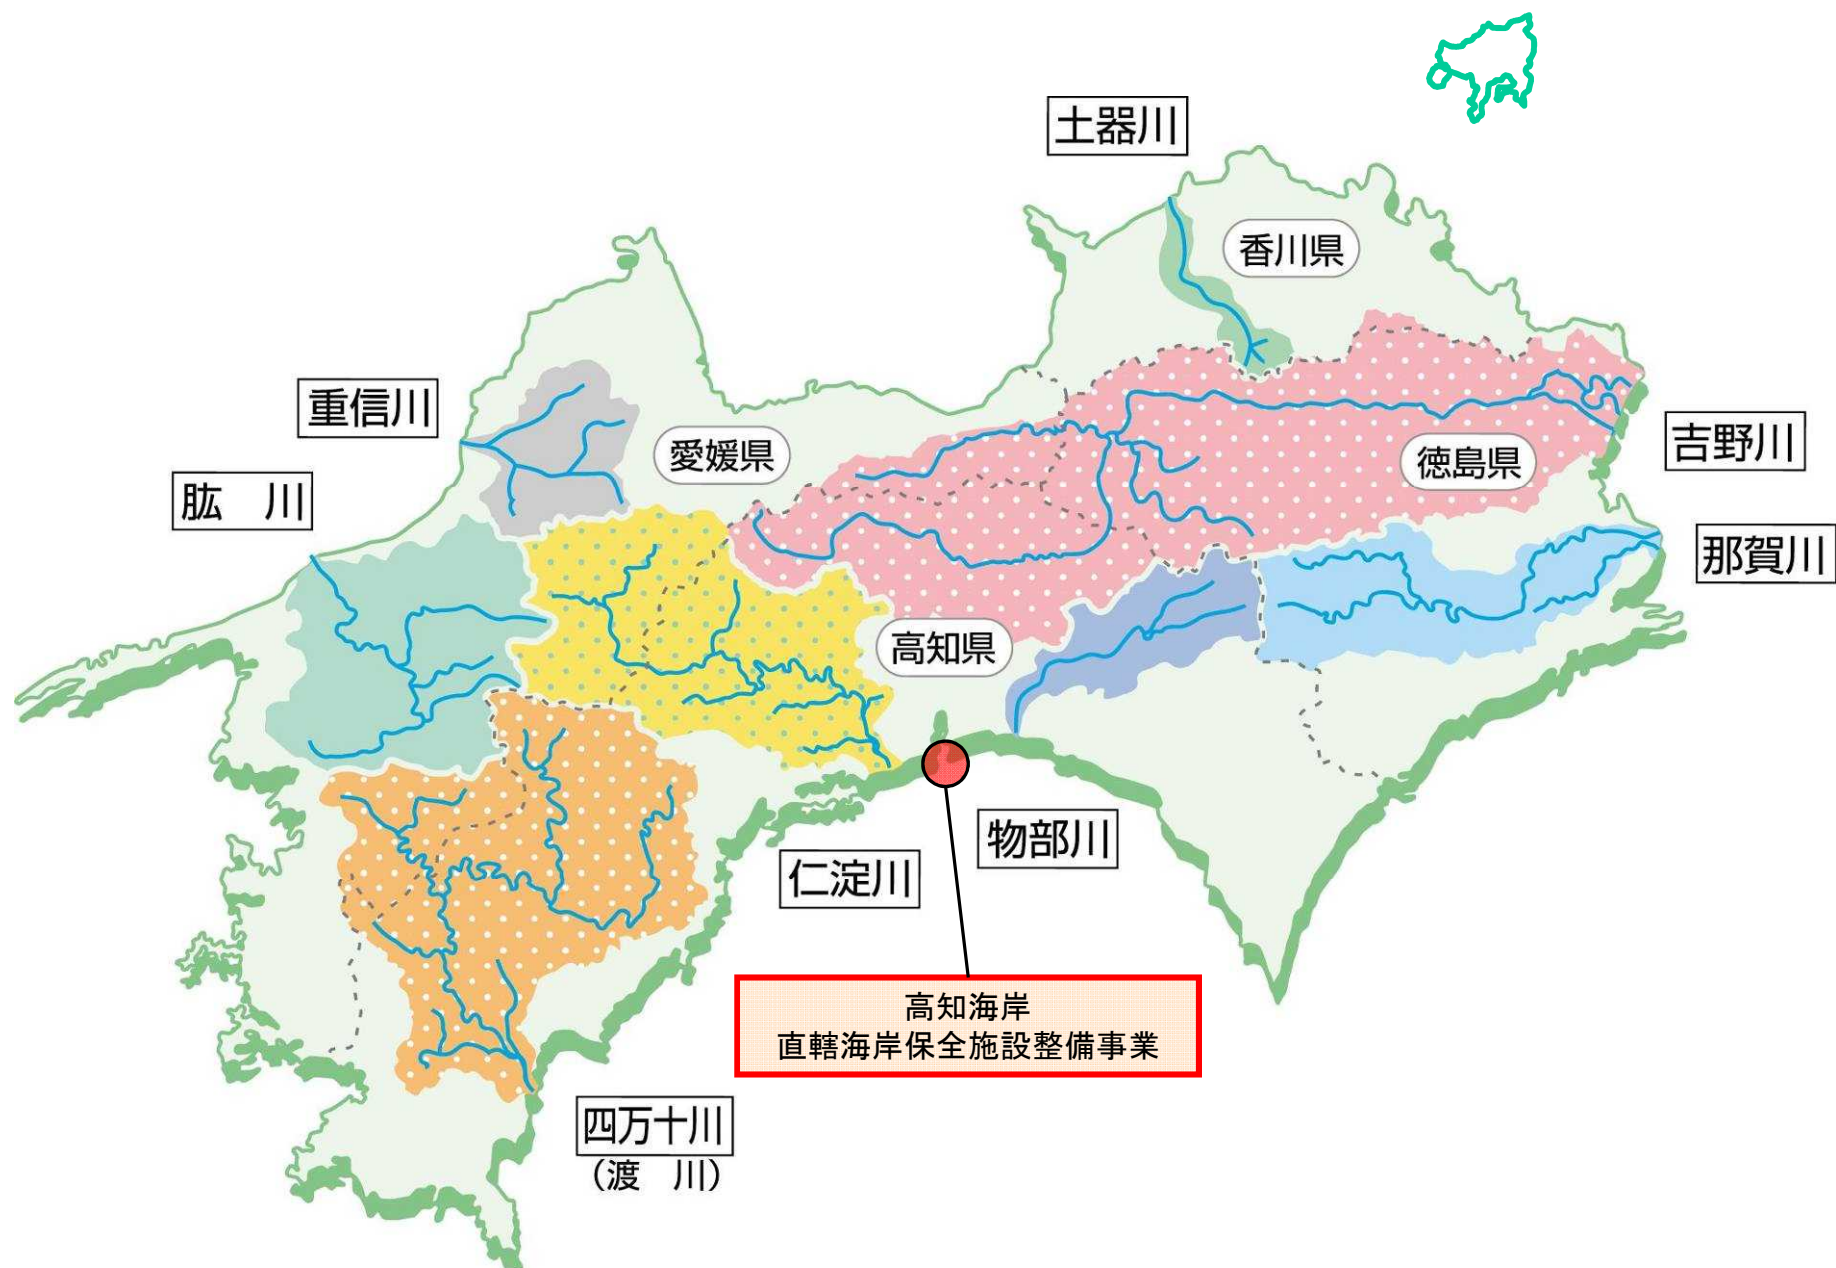 土器川
香川県
重信川
愛媛県
吉野川
徳島県
肱　川
那賀川
高知県
物部川
仁淀川
高知海岸
直轄海岸保全施設整備事業
四万十川
（渡　川）